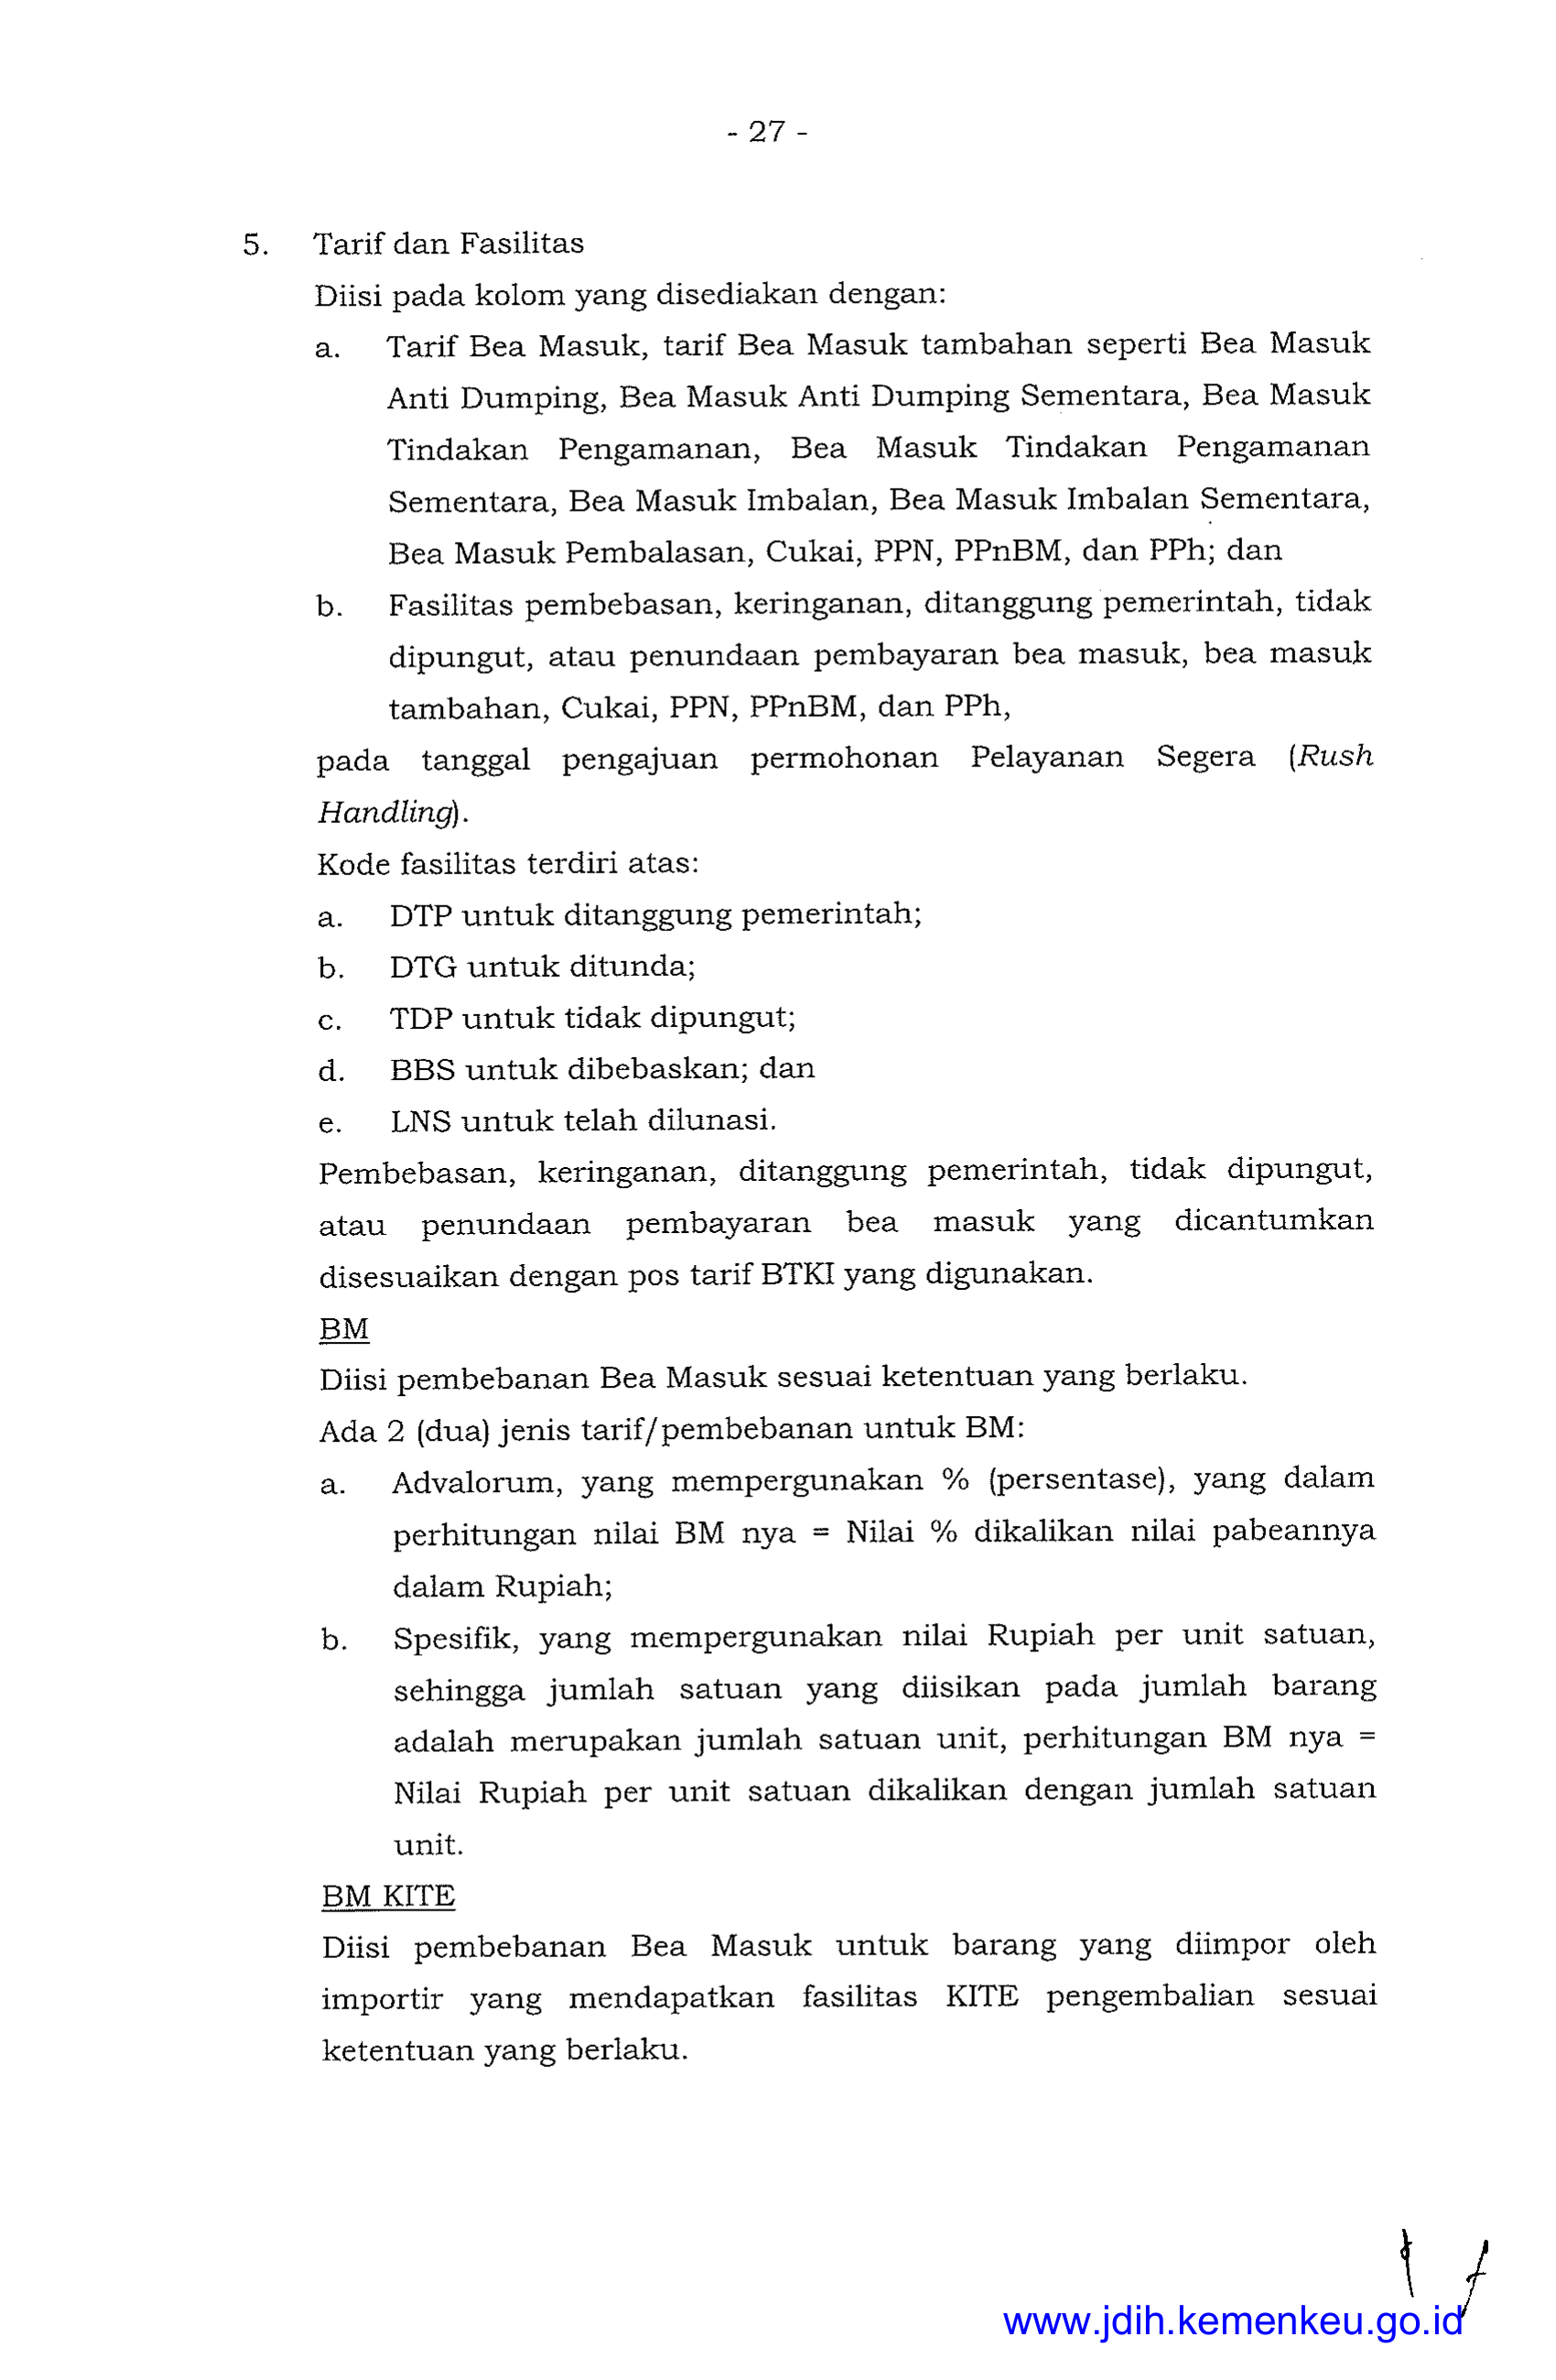 - 27 -
5. Tarif dan Fasilitas
Diisi pada kolom yang disediakan dengan:
a. Tarif Bea Masuk, tarif Bea Masuk tambahan seperti Bea Masuk
Anti Dumping, Bea Masuk Anti Dumping Sementara, Bea Masuk
Tindakan Pengamanan, Bea Masuk Tindakan Pengamanan
Sementara, Bea Masuk Imbalan, Bea Masuk Imbalan Sementara,
Bea Masuk Pembalasan, Cukai, PPN, PPnBM, dan PPh; dan
b. Fasilitas pembebasan, keringanan, ditanggung pemerintah, tidak
dipungut, atau penundaan pembayaran bea masuk, bea masuk
tambahan, Cukai, PPN, PPnBM, dan PPh,
pada tanggal pengajuan permohonan Pelayanan Segera (Rush
Handling).
Kode fasilitas terdiri atas:
a. DTP untuk ditanggung pemerintah;
b. DTG untuk ditunda;
c. TDP untuk tidak dipungut;
d. BBS untuk dibebaskan; dan
e. LNS untuk telah dilunasi.
Pembebasan, keringanan, ditanggung pemerintah, tidak dipungut,
atau penundaan pembayaran bea masuk yang dicantumkan
disesuaikan dengan pos tarif BTKI yang digunakan.
BM
Diisi pembebanan Bea Masuk sesuai ketentuan yang berlaku.
Ada 2 (dua) jenis tarif/pembebanan untuk BM:
a. Advalorum, yang mempergunakan % (persentase), yang dalam
perhitungan nilai BM nya = Nilai % dikalikan nilai pabeannya
dalam Rupiah;
b. Spesifik, yang mempergunakan nilai Rupiah per unit satuan,
sehingga jumlah satuan yang diisikan pada jumlah barang
adalah merupakan jumlah satuan unit, perhitungan BM nya =
Nilai Rupiah per unit satuan dikalikan dengan jumlah satuan
unit.
BM KITE
Diisi pembebanan Bea Masuk untuk barang yang diimpor oleh
importir yang mendapatkan fasilitas KITE pengembalian sesuai
ketentuan yang berlaku.
www.jdih.kemenkeu.go.id